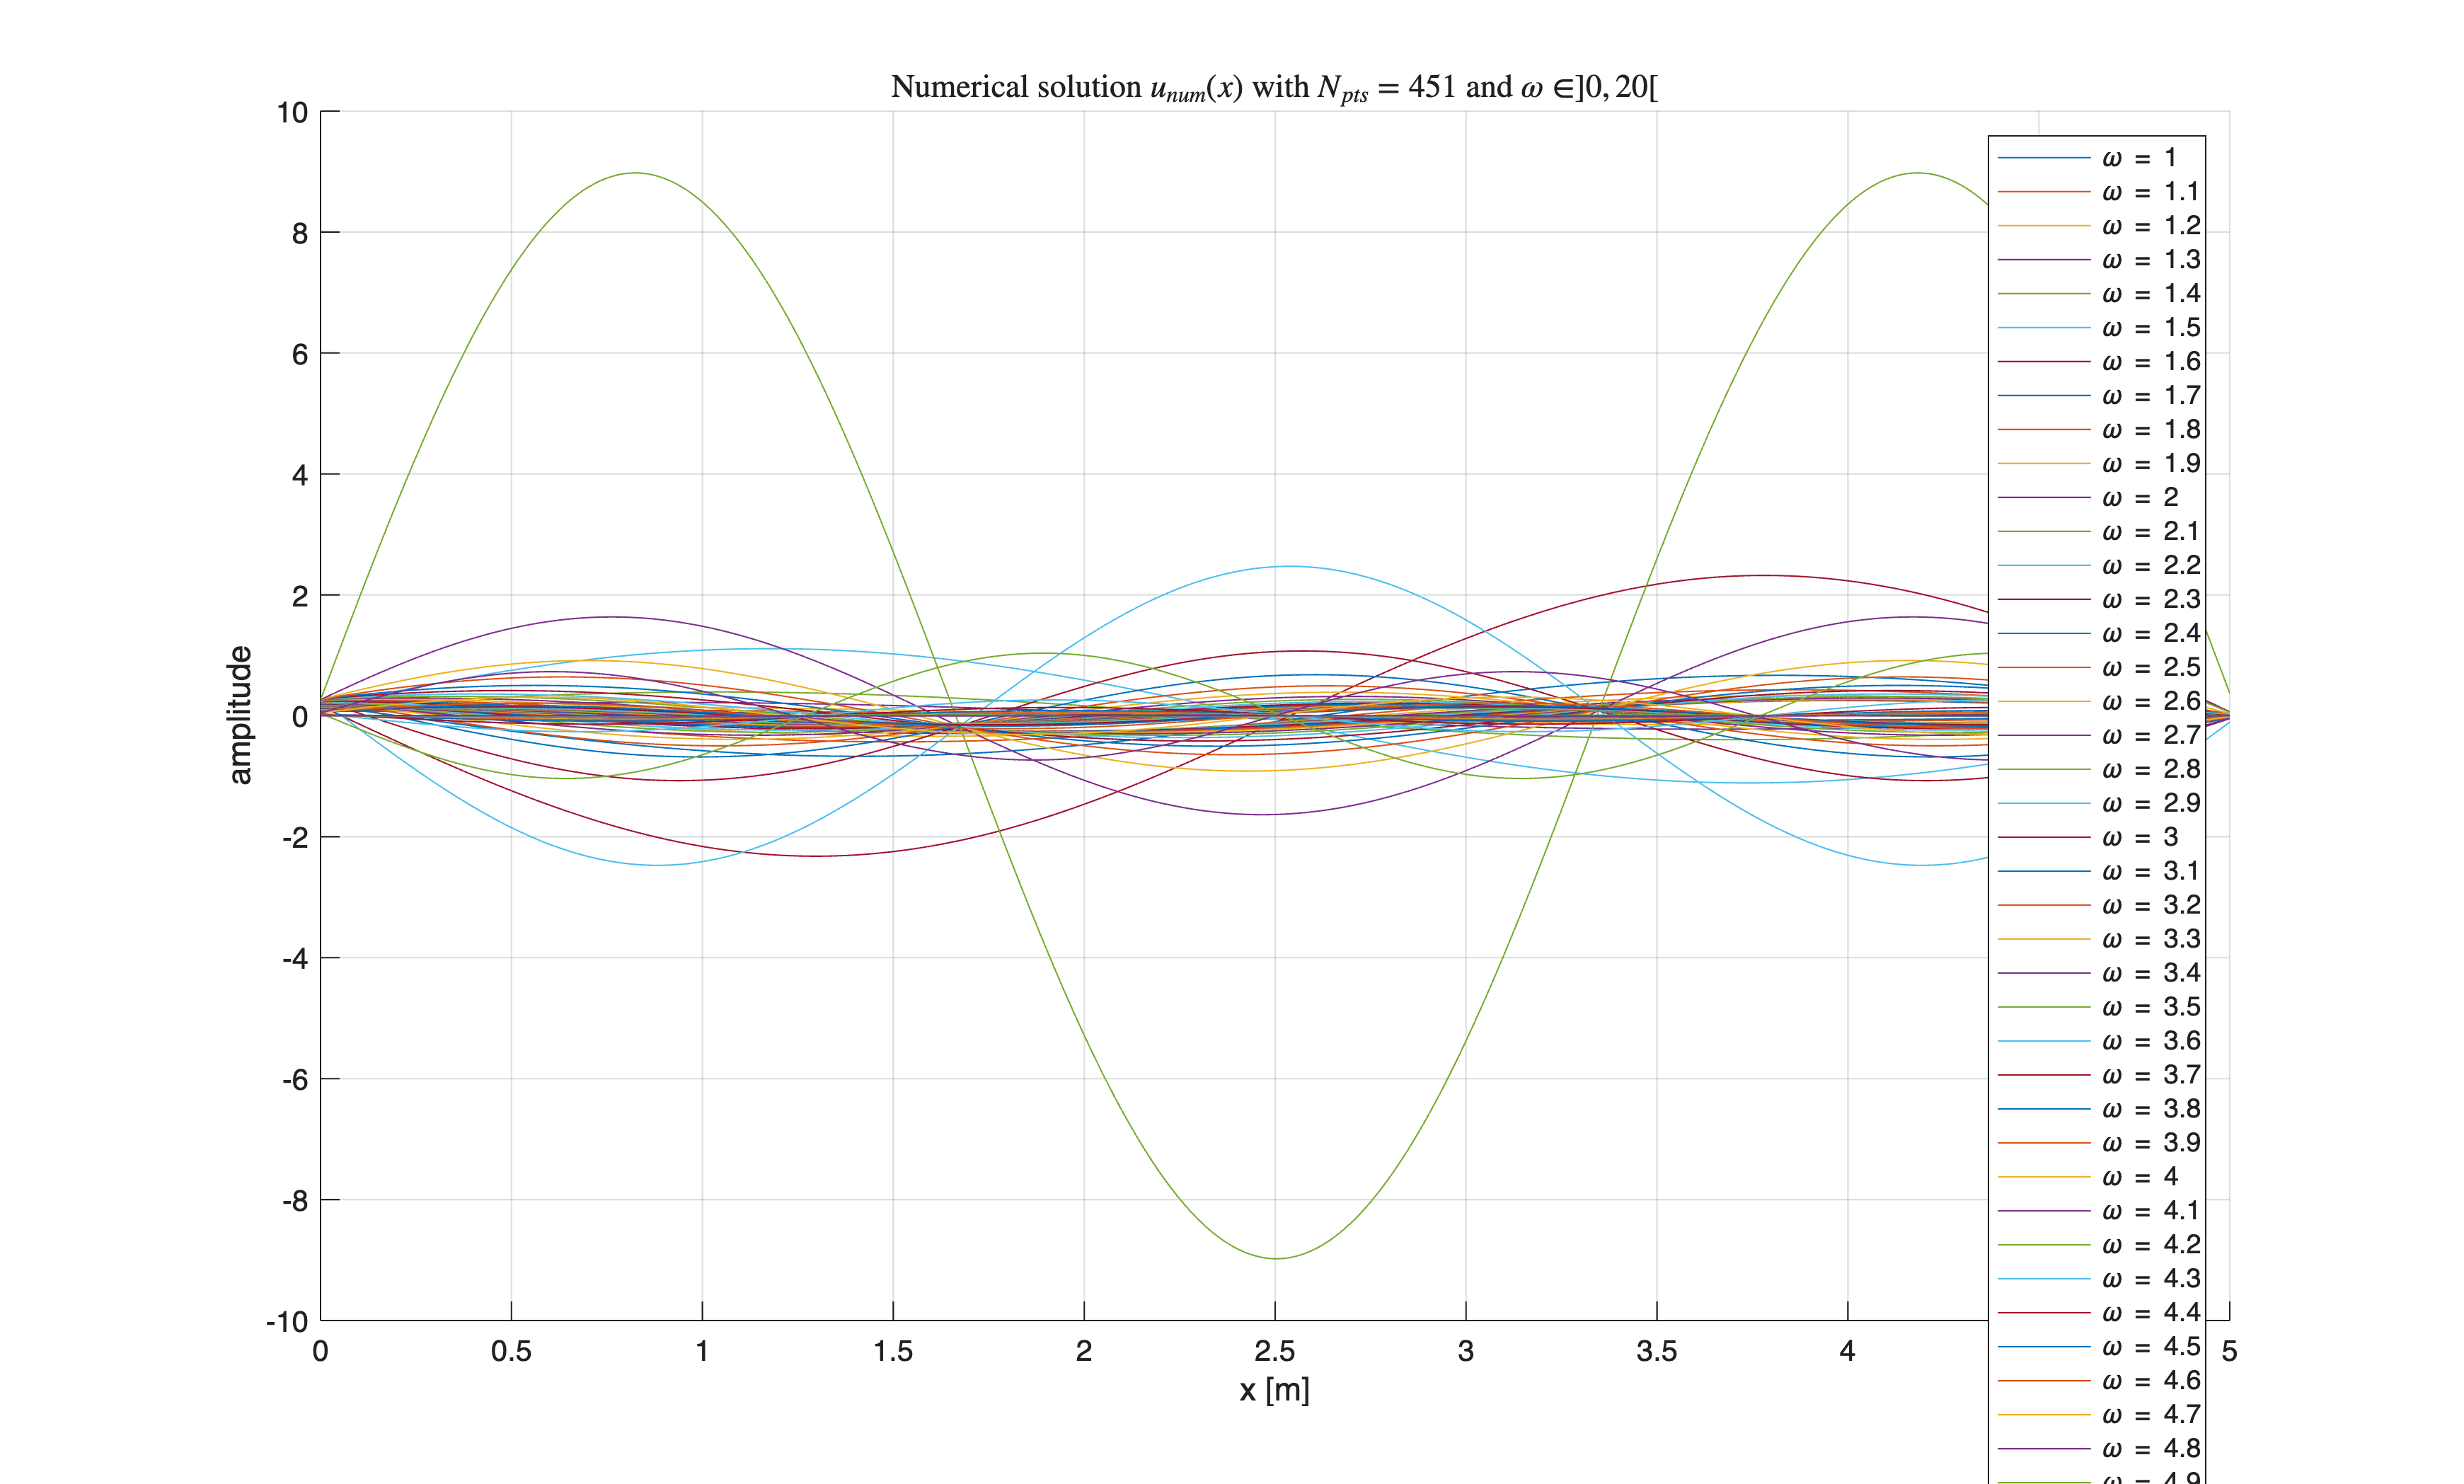 Numerical solution u_num(x) with N_pts = 451 and ω ∈]0, 20[
10
8
6
4
2
0
-2
-4
-6
-8
-10
amplitude
0 0.5 1 1.5 2 2.5 3 3.5 4 5
x [m]
ω = 1
ω = 1.1
ω = 1.2
ω = 1.3
ω = 1.4
ω = 1.5
ω = 1.6
ω = 1.7
ω = 1.8
ω = 1.9
ω = 2
ω = 2.1
ω = 2.2
ω = 2.3
ω = 2.4
ω = 2.5
ω = 2.6
ω = 2.7
ω = 2.8
ω = 2.9
ω = 3
ω = 3.1
ω = 3.2
ω = 3.3
ω = 3.4
ω = 3.5
ω = 3.6
ω = 3.7
ω = 3.8
ω = 3.9
ω = 4
ω = 4.1
ω = 4.2
ω = 4.3
ω = 4.4
ω = 4.5
ω = 4.6
ω = 4.7
ω = 4.8
ω = 4.9